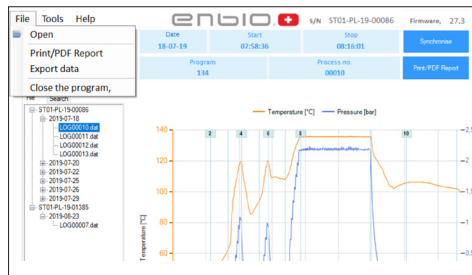 File Tools Help
enbio
S/N ST01-PL-19-00086 Firmware, 27.3
Open
Print/PDF Report
Export data
Close the program,
Date
18-07-19
Start
07:58:36
Stop
08:16:01
Synchronise
Program
134
Process no.
00010
Print/PDF Report
File Search
ST01-PL-19-00086
2019-07-18
LOG00010.dat
LOG00011.dat
LOG00012.dat
LOG00013.dat
2019-07-20
2019-07-22
2019-07-25
2019-07-26
2019-07-29
ST01-PL-19-01385
2019-08-23
LOG00007.dat
Temperature [°C] Pressure [bar]
2 4 6 8 10
140
120
100
80
60
Temperature [°C]
2,5
2
1,5
1
0,5